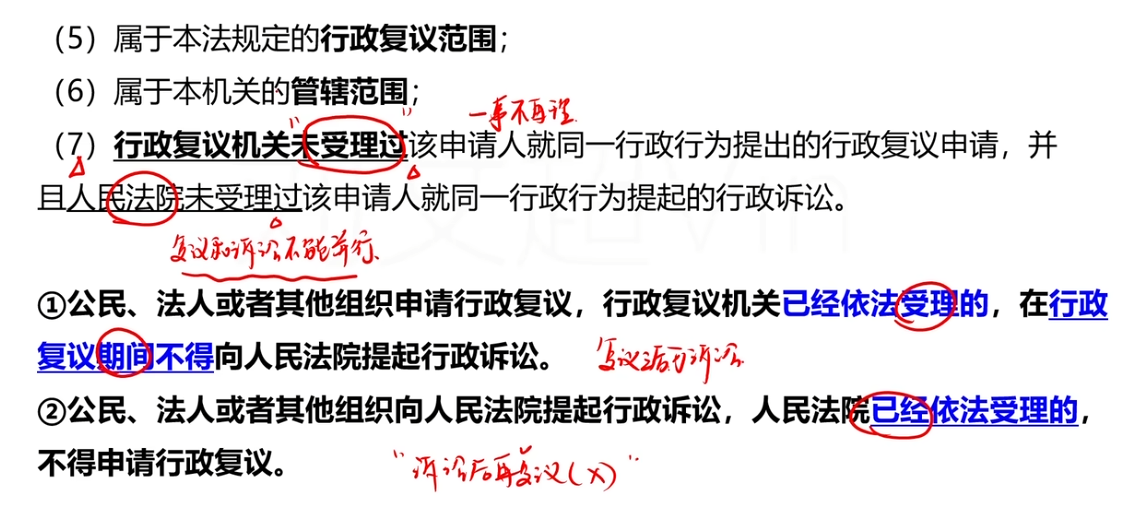 （5）属于本法规定的行政复议范围；
（6）属于本机关的管辖范围；
一事不再理
（7）行政复议机关“未受理过”该申请人就同一行政行为提出的行政复议申请，并
且人民法院未受理过该申请人就同一行政行为提起的行政诉讼。
复议和诉讼不能并行
①公民、法人或者其他组织申请行政复议，行政复议机关已经依法受理的，在行政
复议期间不得向人民法院提起行政诉讼。
复议后可诉讼
②公民、法人或者其他组织向人民法院提起行政诉讼，人民法院已经依法受理的，
不得申请行政复议。
“诉讼后再复议(×)”